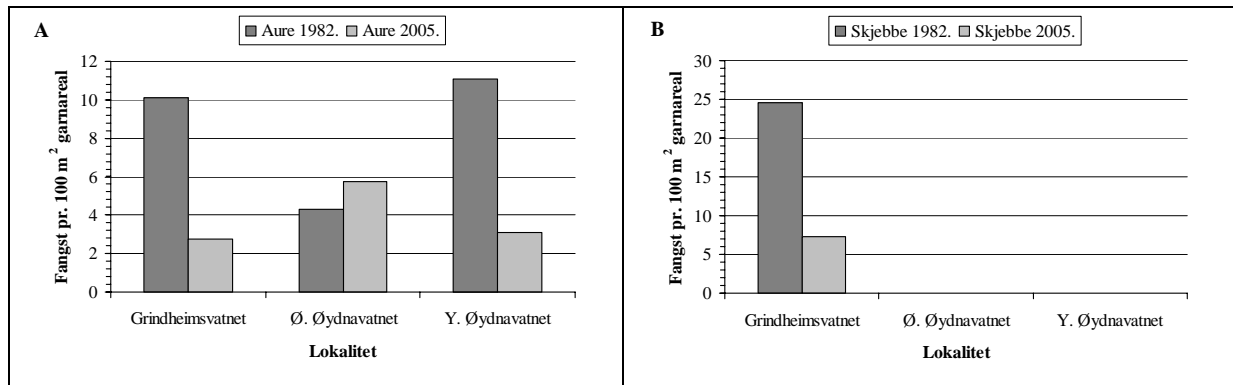 A
Aure 1982. Aure 2005.
Fangst pr. 100 m ² garnareal
12
10
8
6
4
2
0
Grindheimsvatnet Ø. Øydnavatnet Y. Øydnavatnet
Lokalitet
B
Skjebbe 1982. Skjebbe 2005.
Fangst pr. 100 m ² garnareal
30
25
20
15
10
5
0
Grindheimsvatnet Ø. Øydnavatnet Y. Øydnavatnet
Lokalitet